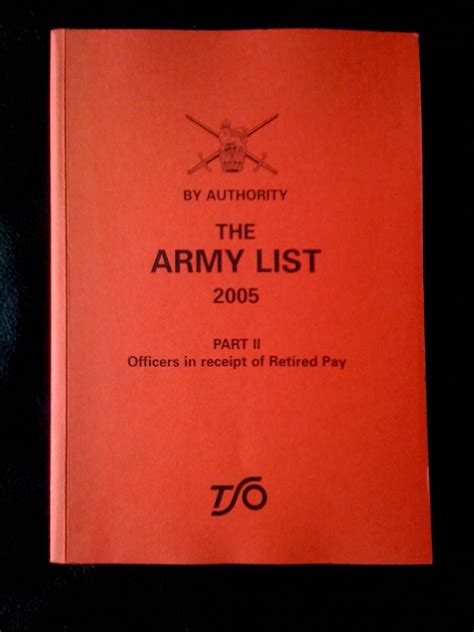 BY AUTHORITY
THE
ARMY LIST
2005
PART II
Officers in receipt of Retired Pay
TSO